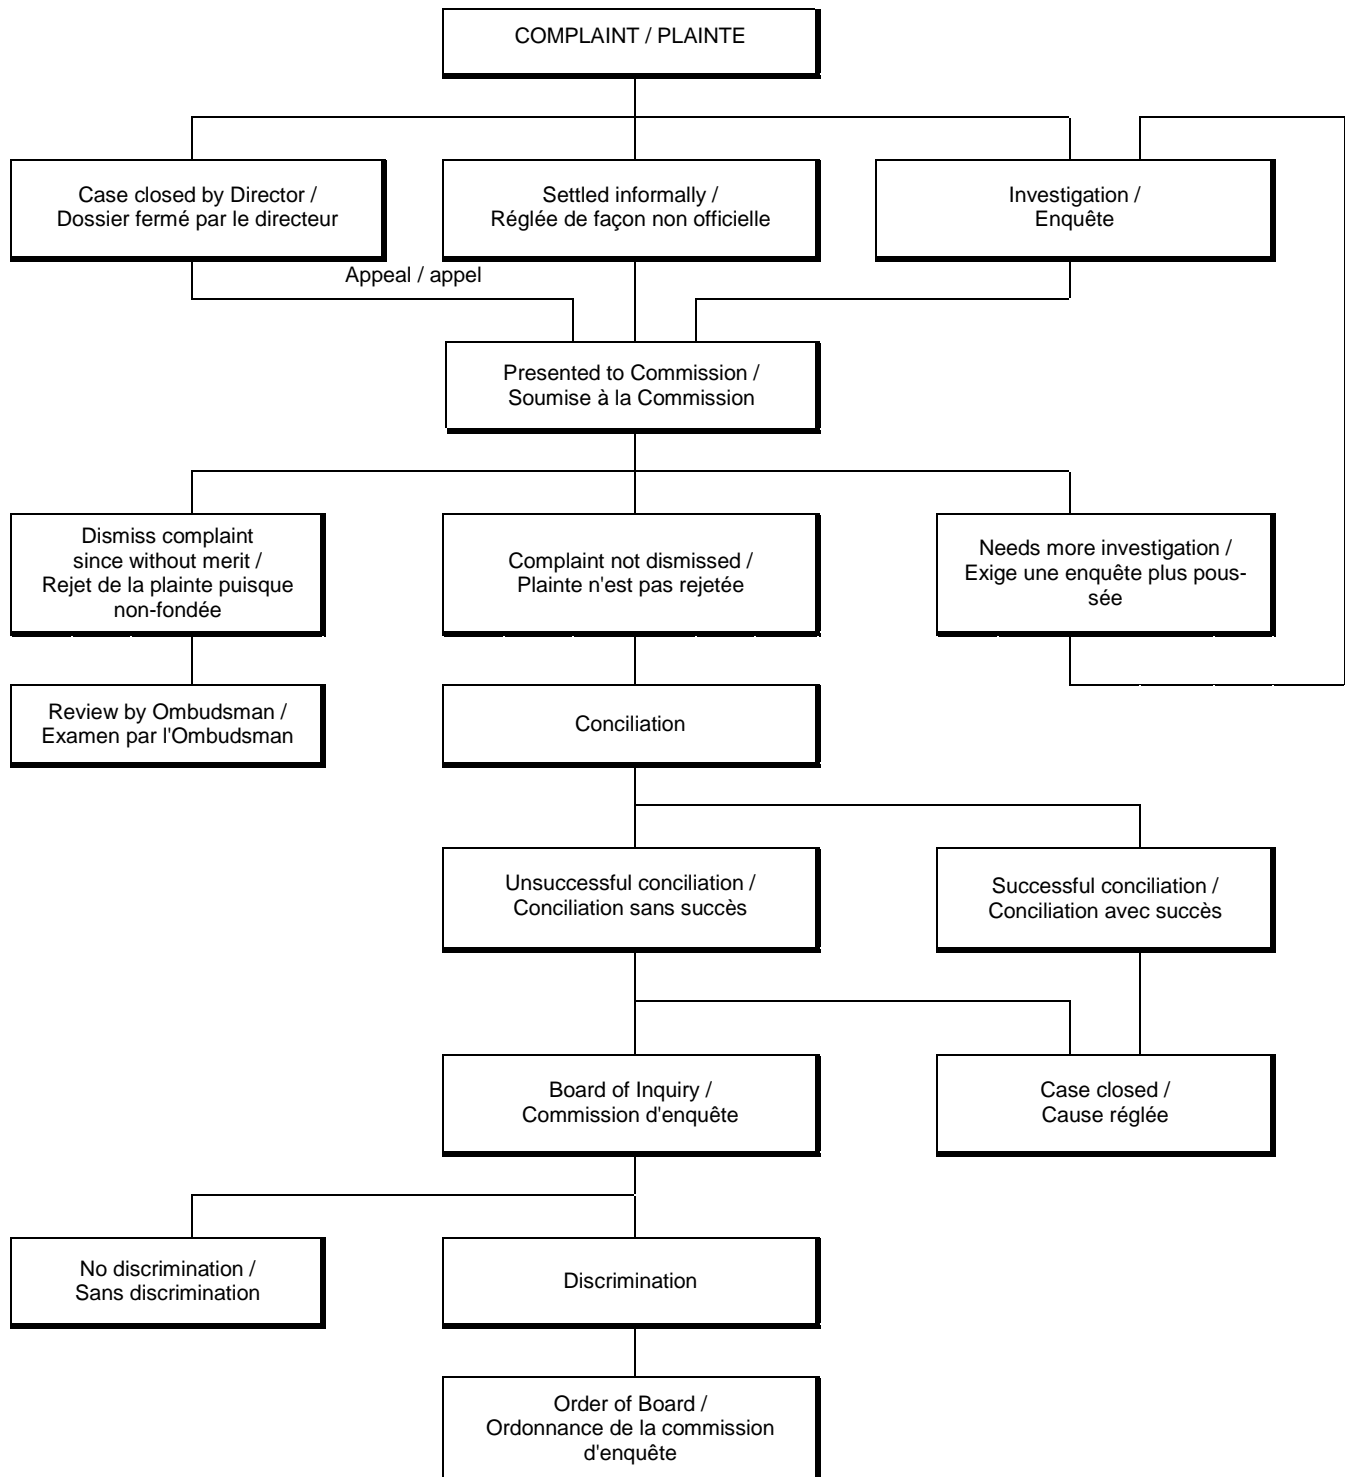 COMPLAINT / PLAINTE
Case closed by Director /
Dossier fermé par le directeur
Settled informally /
Réglée de façon non officielle
Investigation /
Enquête
Appeal / appel
Presented to Commission /
Soumise à la Commission
Dismiss complaint
since without merit /
Rejet de la plainte puisque
non-fondée
Complaint not dismissed /
Plainte n'est pas rejetée
Needs more investigation /
Exige une enquête plus pous-
sée
Review by Ombudsman /
Examen par l'Ombudsman
Conciliation
Unsuccessful conciliation /
Conciliation sans succès
Successful conciliation /
Conciliation avec succès
Board of Inquiry /
Commission d'enquête
Case closed /
Cause réglée
No discrimination /
Sans discrimination
Discrimination
Order of Board /
Ordonnance de la commission
d'enquête